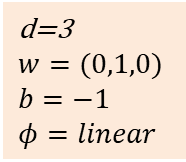 d=3
w = (0,1,0)
b = −1
ϕ = linear